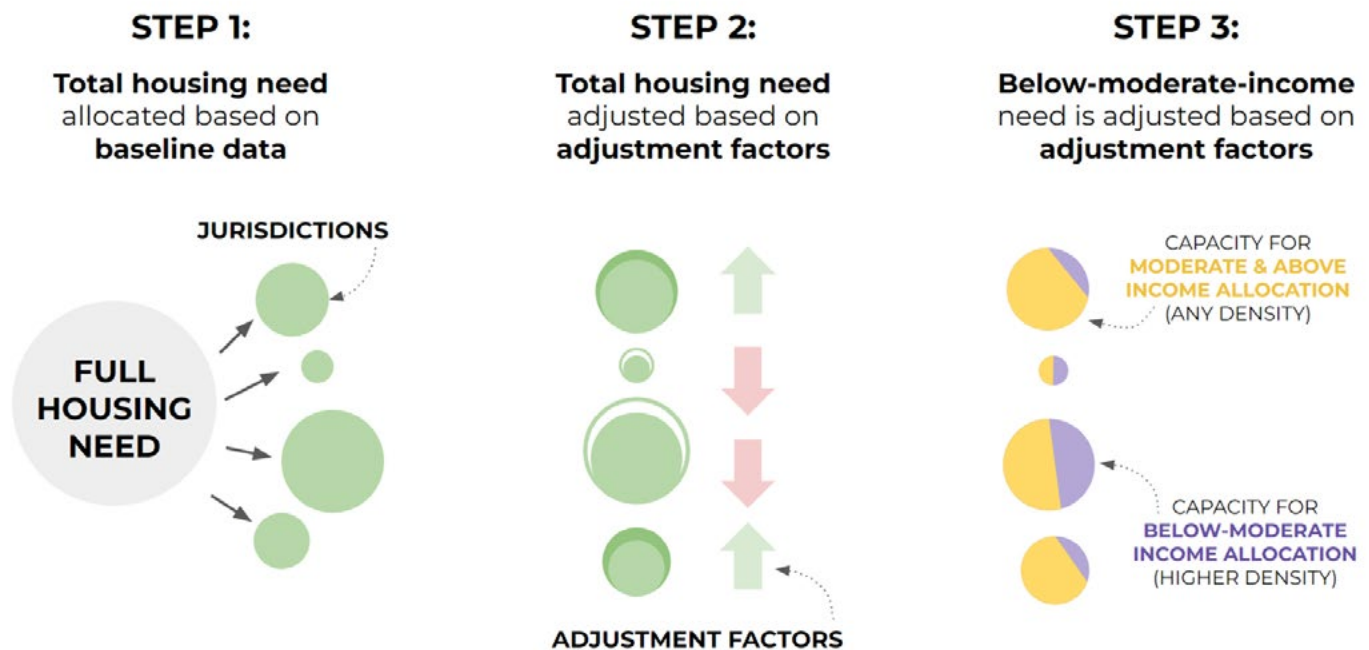 STEP 1:
Total housing need
allocated based on
baseline data
JURISDICTIONS
FULL
HOUSING
NEED
STEP 2:
Total housing need
adjusted based on
adjustment factors
ADJUSTMENT FACTORS
STEP 3:
Below-moderate-income
need is adjusted based on
adjustment factors
CAPACITY FOR
MODERATE & ABOVE
INCOME ALLOCATION
(ANY DENSITY)
CAPACITY FOR
BELOW-MODERATE
INCOME ALLOCATION
(HIGHER DENSITY)